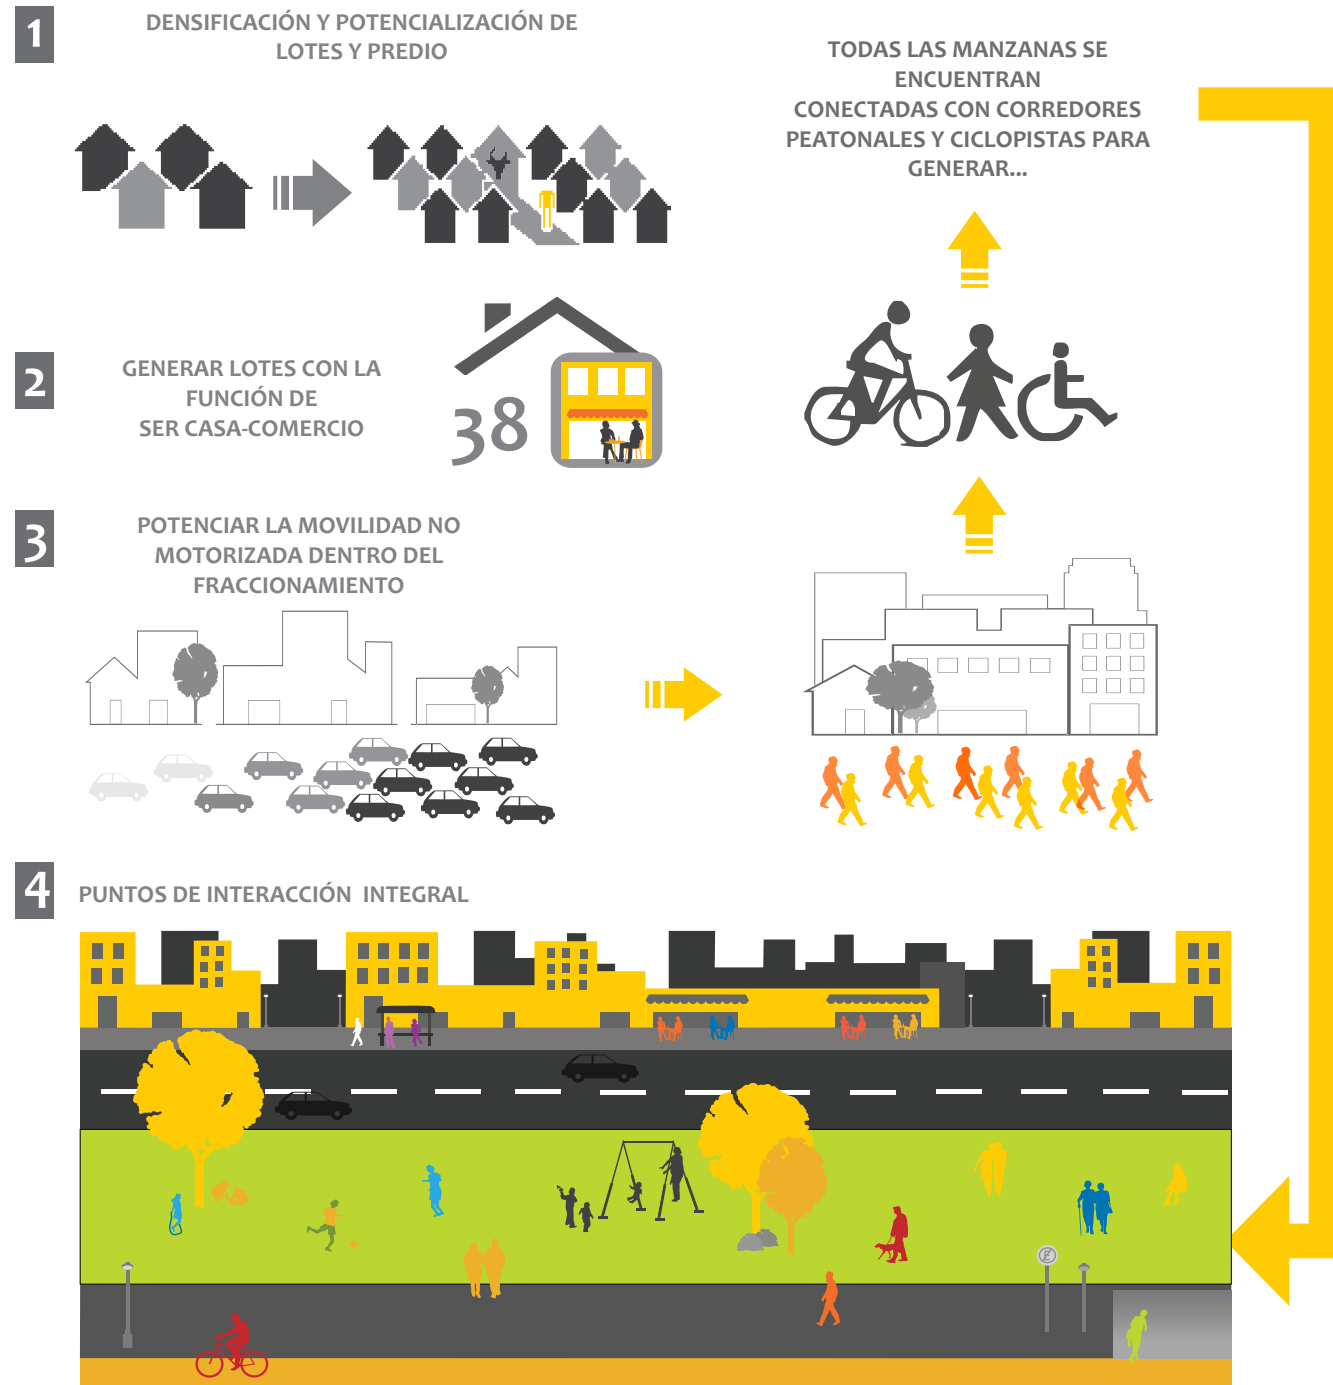 1
DENSIFICACIÓN Y POTENCIALIZACIÓN DE
LOTES Y PREDIO
2
GENERAR LOTES CON LA
FUNCIÓN DE
SER CASA-COMERCIO
38
3
POTENCIAR LA MOVILIDAD NO
MOTORIZADA DENTRO DEL
FRACCIONAMIENTO
TODAS LAS MANZANAS SE
ENCUENTRAN
CONECTADAS CON CORREDORES
PEATONALES Y CICLOPISTAS PARA
GENERAR...
4
PUNTOS DE INTERACCIÓN INTEGRAL
E